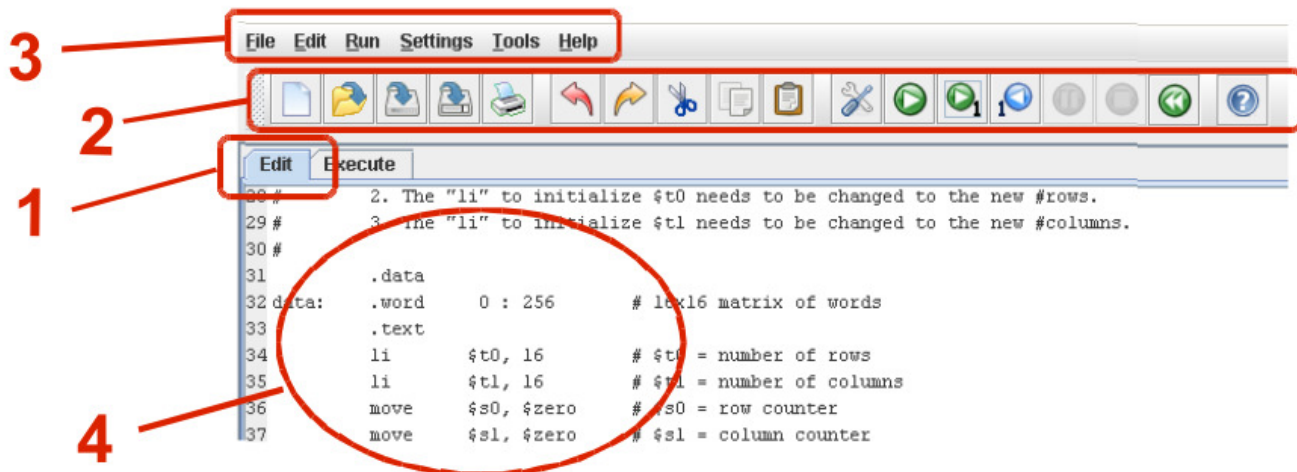 3
File Edit Run Settings Tools Help
2
1 1
1
Edit Execute
28 # 2. The "li" to initialize $t0 needs to be changed to the new #rows.
29 # 3. The "li" to initialize $t1 needs to be changed to the new #columns.
30 #
31 .data
32 data: .word 0 : 256 # 16x16 matrix of words
33 .text
34 li $t0, 16 # $t0 = number of rows
35 li $t1, 16 # $t1 = number of columns
36 move $s0, $zero # $s0 = row counter
37 move $s1, $zero # $s1 = column counter
4